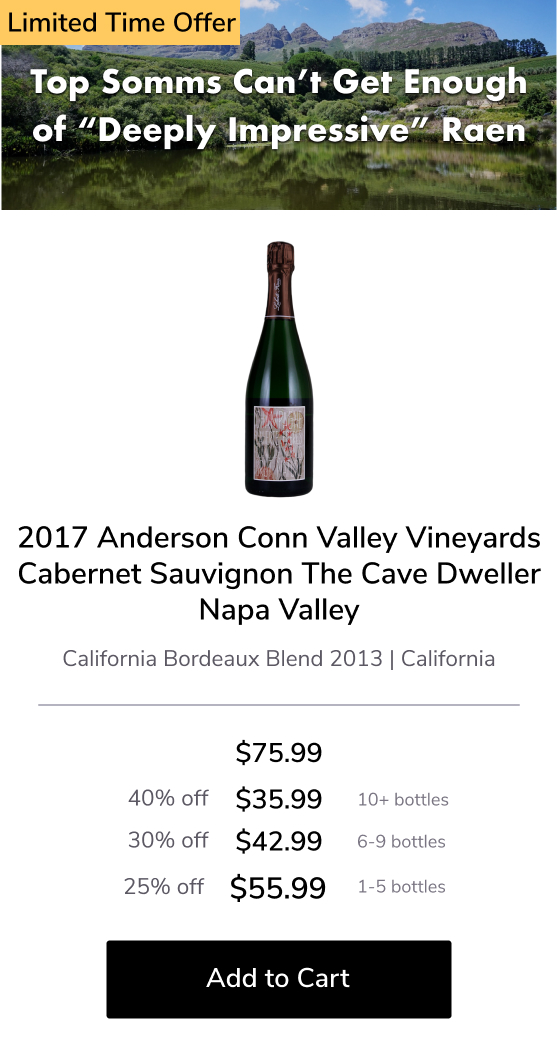 Limited Time Offer
Top Somms Can’t Get Enough
of “Deeply Impressive” Raen
2017 Anderson Conn Valley Vineyards
Cabernet Sauvignon The Cave Dweller
Napa Valley
California Bordeaux Blend 2013 | California
$75.99
40% off $35.99 10+ bottles
30% off $42.99 6-9 bottles
25% off $55.99 1-5 bottles
Add to Cart